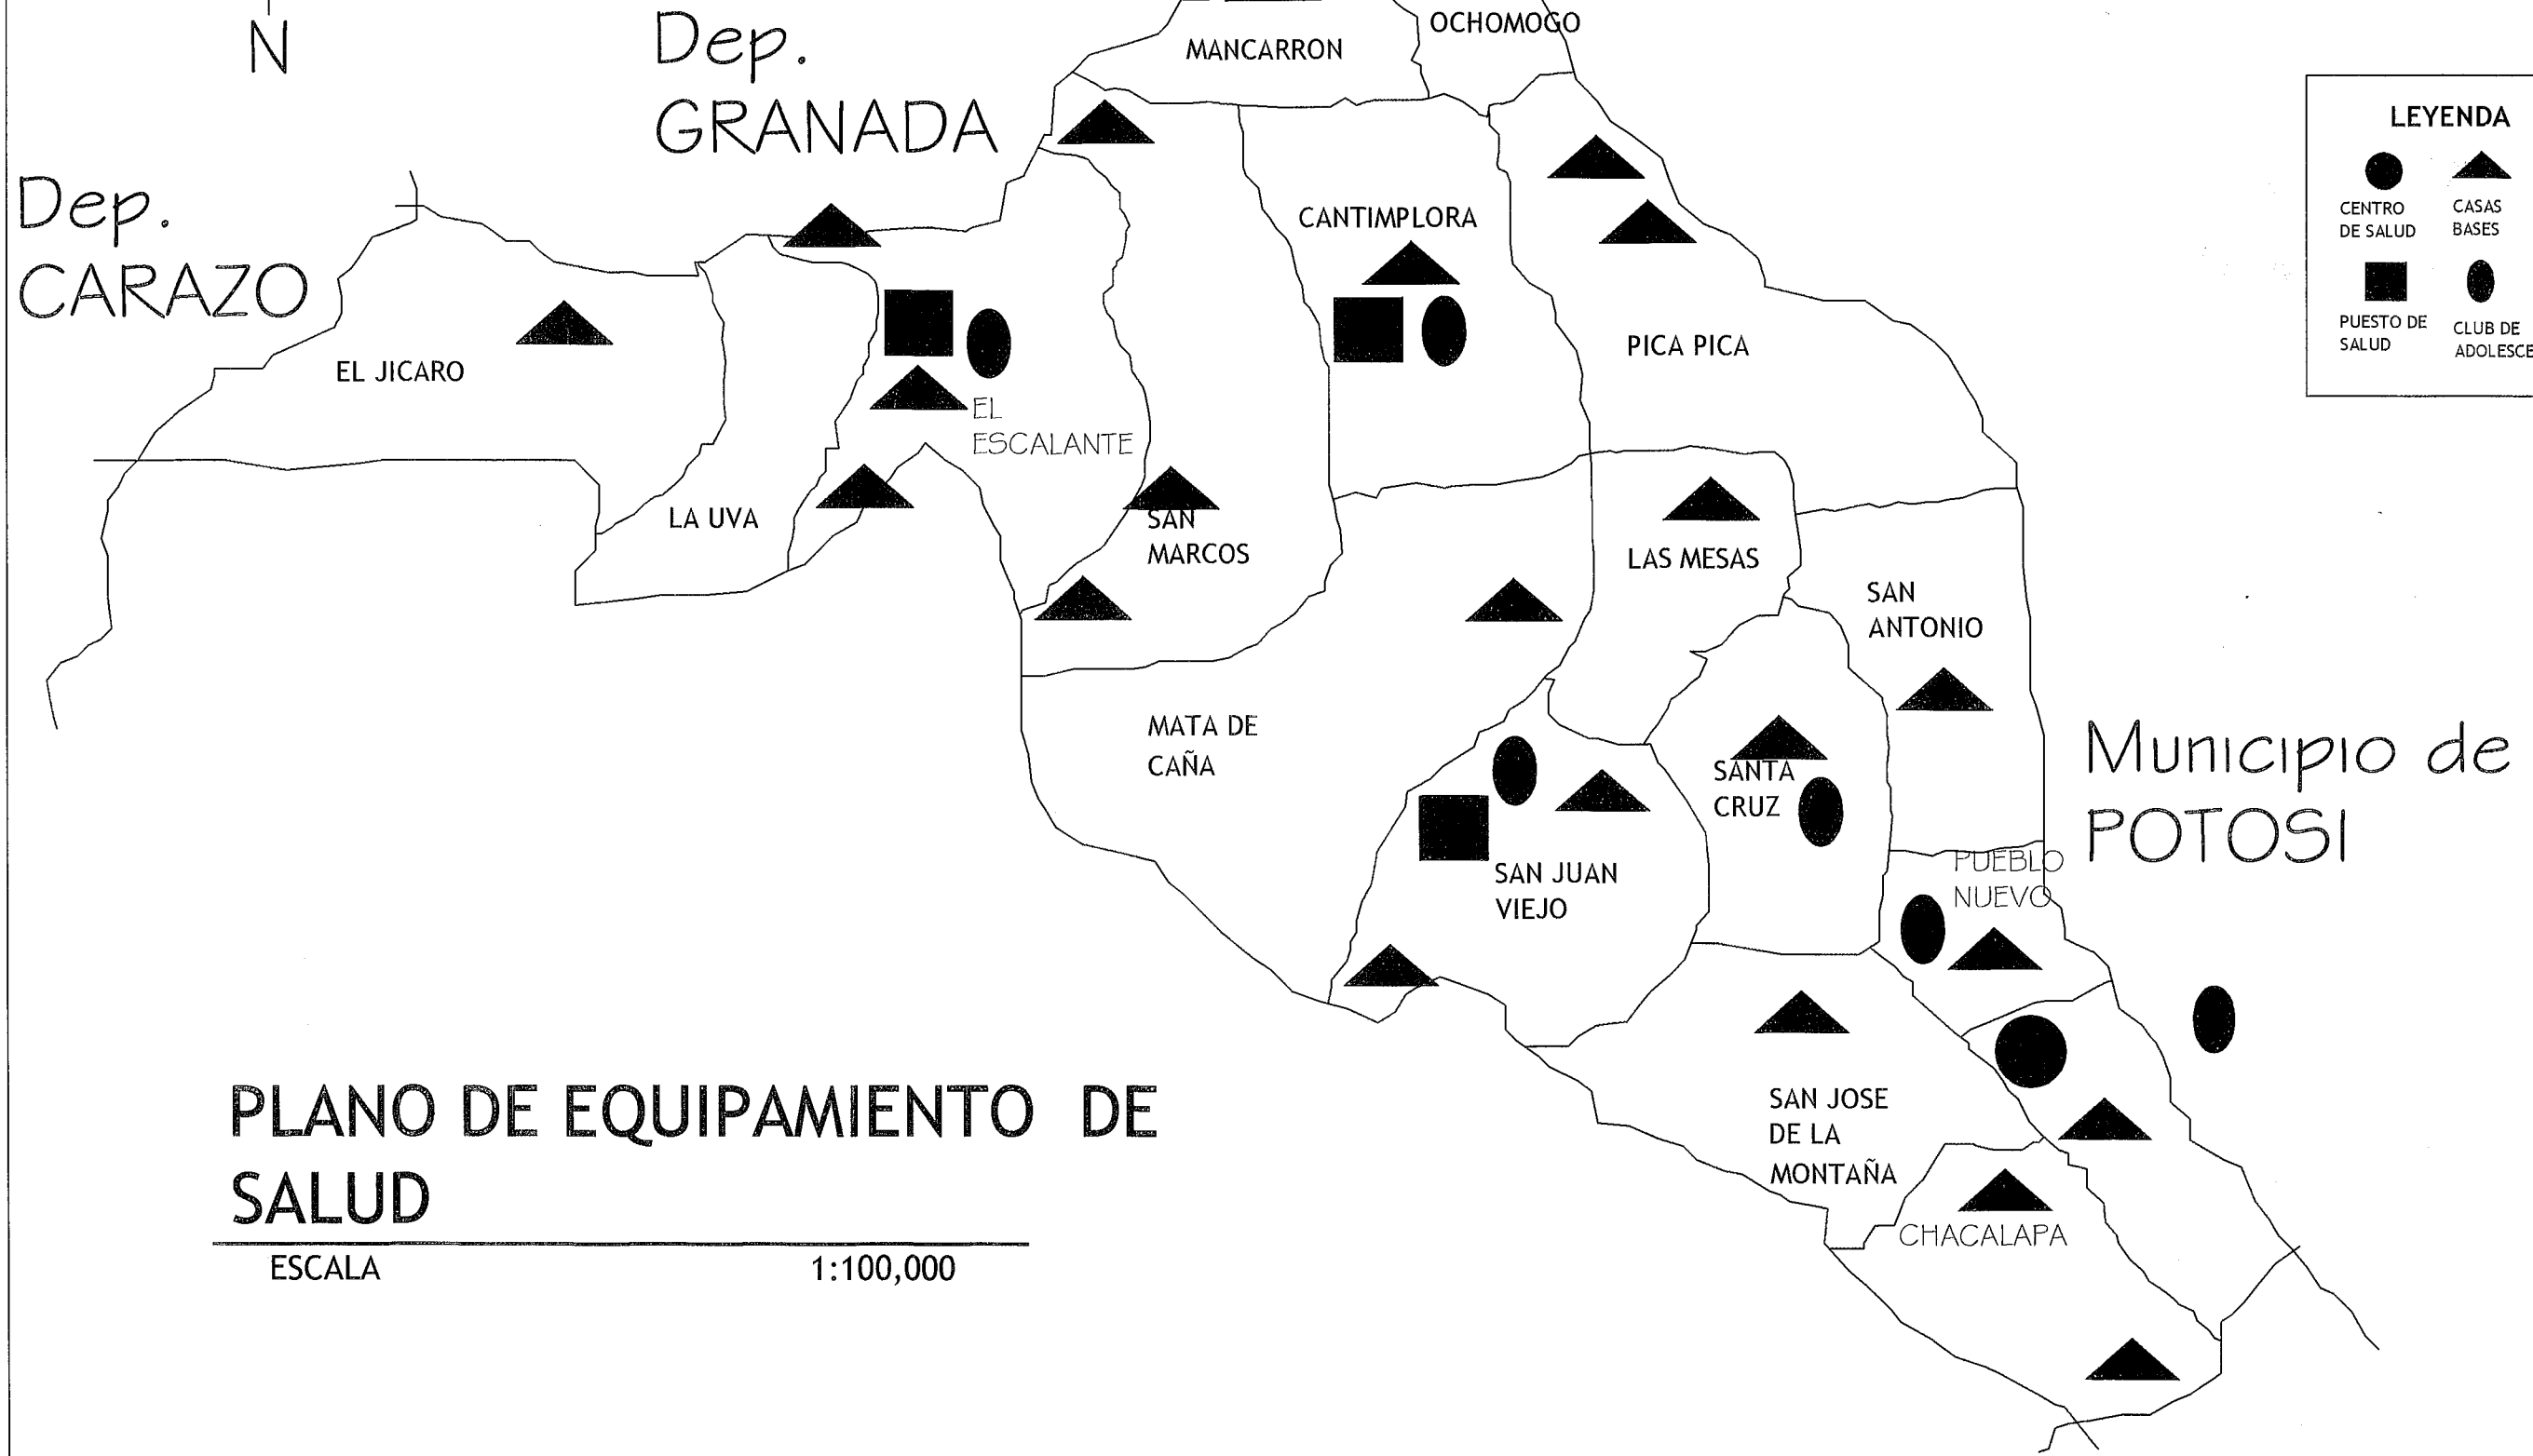 N
Dep.
GRANADA
Dep.
CARAZO
MANCARRON
OCHOMOGO
LEYENDA
CENTRO
DE SALUD
CASAS
BASES
PUESTO DE
SALUD
CLUB DE
ADOLESCE
CANTIMPLORA
PICA PICA
EL JICARO
EL
ESCALANTE
LA UVA
SAN
MARCOS
LAS MESAS
SAN
ANTONIO
MATA DE
CAÑA
SANTA
CRUZ
Municipio de
POTOSI
SAN JUAN
VIEJO
PUEBLO
NUEVO
SAN JOSE
DE LA
MONTAÑA
CHACALAPA
PLANO DE EQUIPAMIENTO DE
SALUD
ESCALA 1:100,000